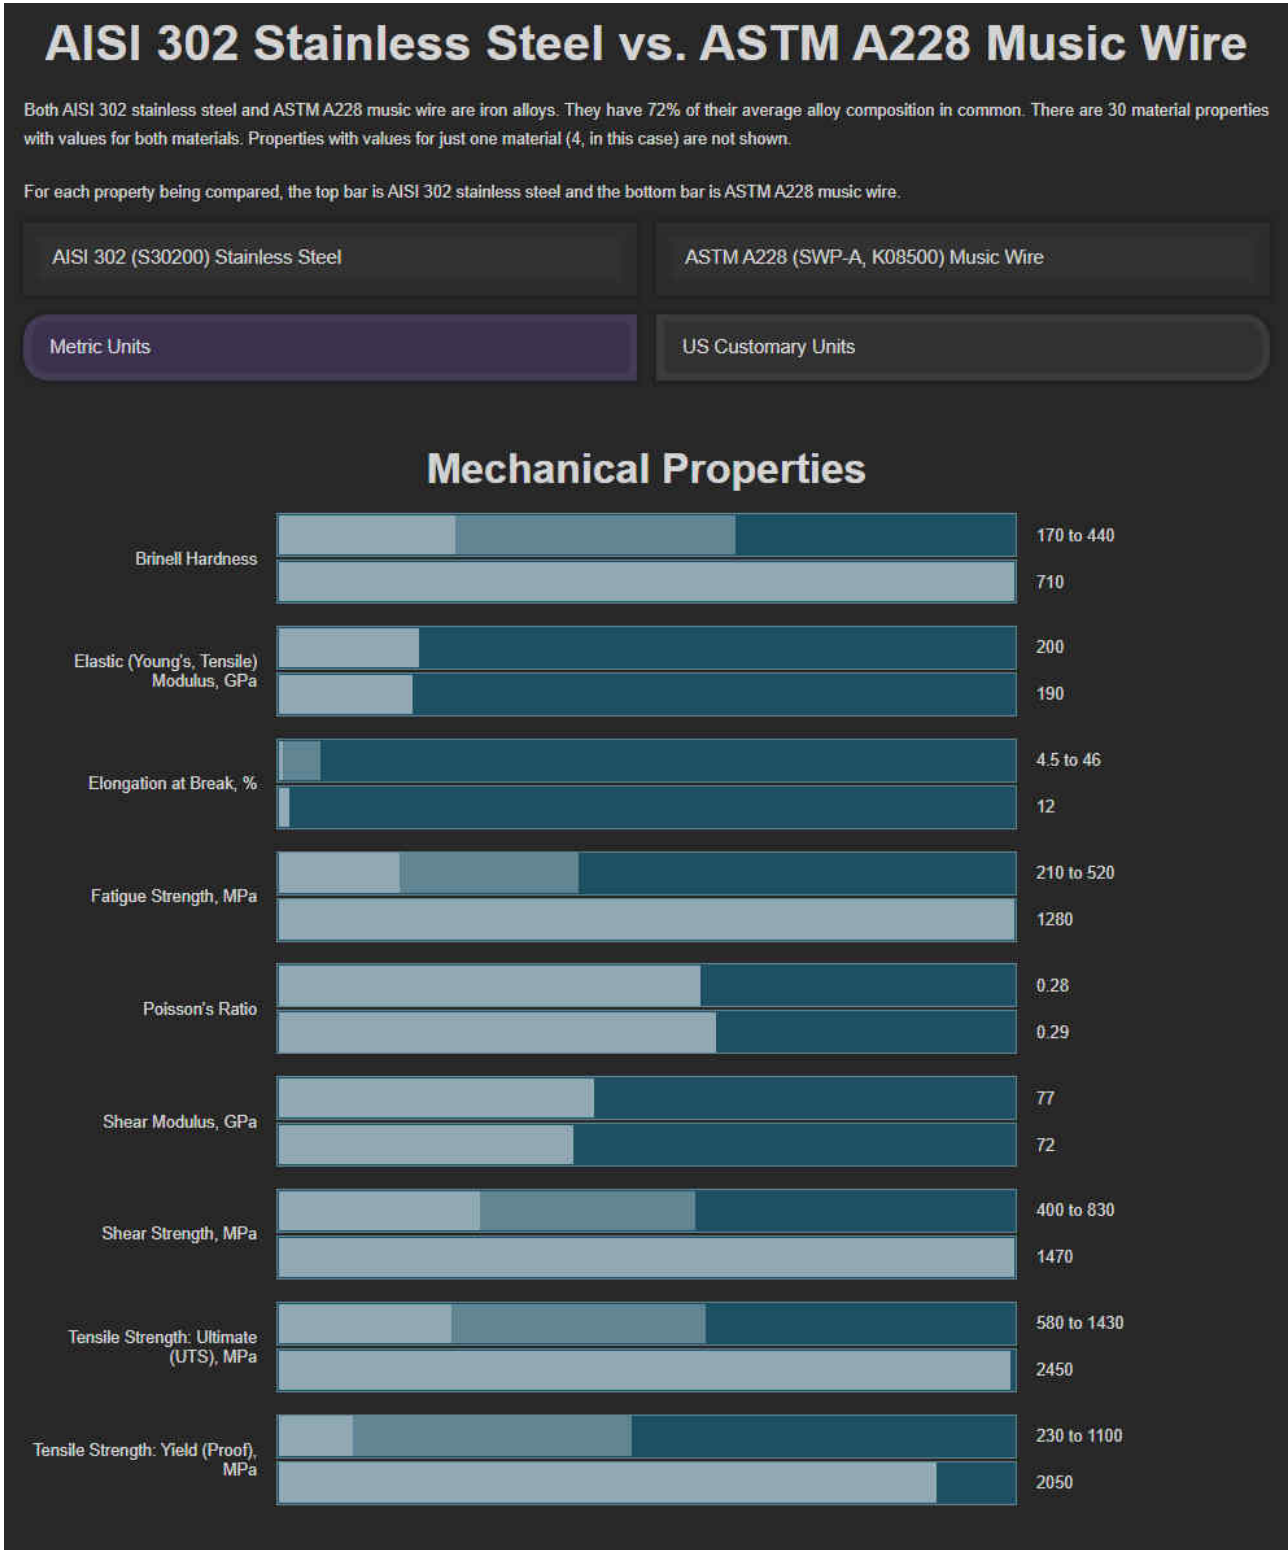 AISI 302 Stainless Steel vs. ASTM A228 Music Wire
Both AISI 302 stainless steel and ASTM A228 music wire are iron alloys. They have 72% of their average alloy composition in common. There are 30 material properties
with values for both materials. Properties with values for just one material (4, in this case) are not shown.
For each property being compared, the top bar is AISI 302 stainless steel and the bottom bar is ASTM A228 music wire.
AISI 302 (S30200) Stainless Steel
ASTM A228 (SWP-A, K08500) Music Wire
Metric Units
US Customary Units
Mechanical Properties
Brinell Hardness
170 to 440
710
Elastic (Young's, Tensile)
Modulus, GPa
200
190
Elongation at Break, %
4.5 to 46
12
Fatigue Strength, MPa
210 to 520
1280
Poisson's Ratio
0.28
0.29
Shear Modulus, GPa
77
72
Shear Strength, MPa
400 to 830
1470
Tensile Strength: Ultimate
(UTS), MPa
580 to 1430
2450
Tensile Strength: Yield (Proof),
MPa
230 to 1100
2050